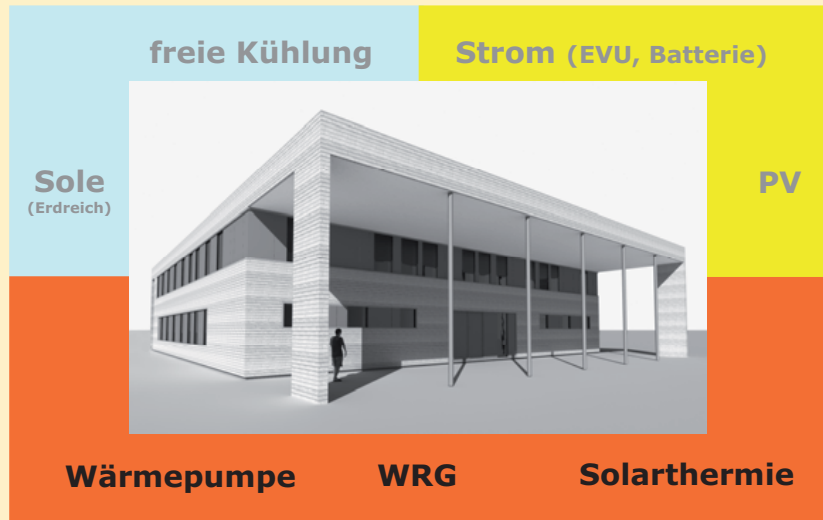 freie Kühlung
Strom (EVU, Batterie)
Sole
(Erdreich)
PV
Wärmepumpe
WRG
Solarthermie